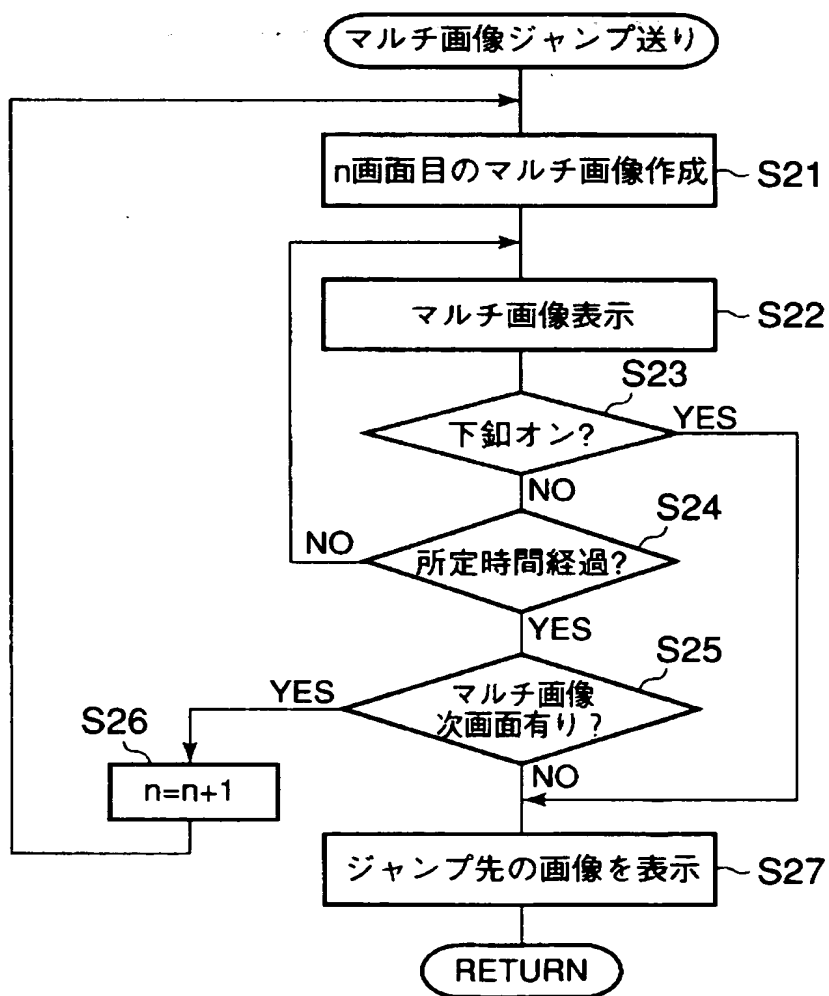 マルチ画像ジャンプ送り
n画面目のマルチ画像作成
S21
マルチ画像表示
S22
S23
下釦オン?
YES
NO
S24
NO
所定時間経過?
YES
S25
YES
マルチ画像
次画面有り?
S26
n=n+1
NO
ジャンプ先の画像を表示
S27
RETURN